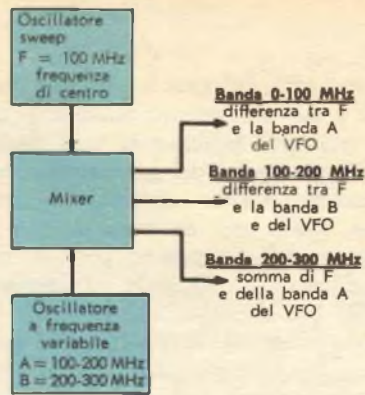 Oscillatore
sweep
F = 100 MHz
frequenza
di centro
Banda 0-100 MHz
differenza tra F
e la banda A
del VFO
Mixer
Banda 100-200 MHz
differenza tra F
e la banda B
e del VFO
Banda 200-300 MHz
somma di F
e della banda A
del VFO
Oscillatore
a frequenza
variabile
A = 100-200 MHz
B = 200-300 MHz